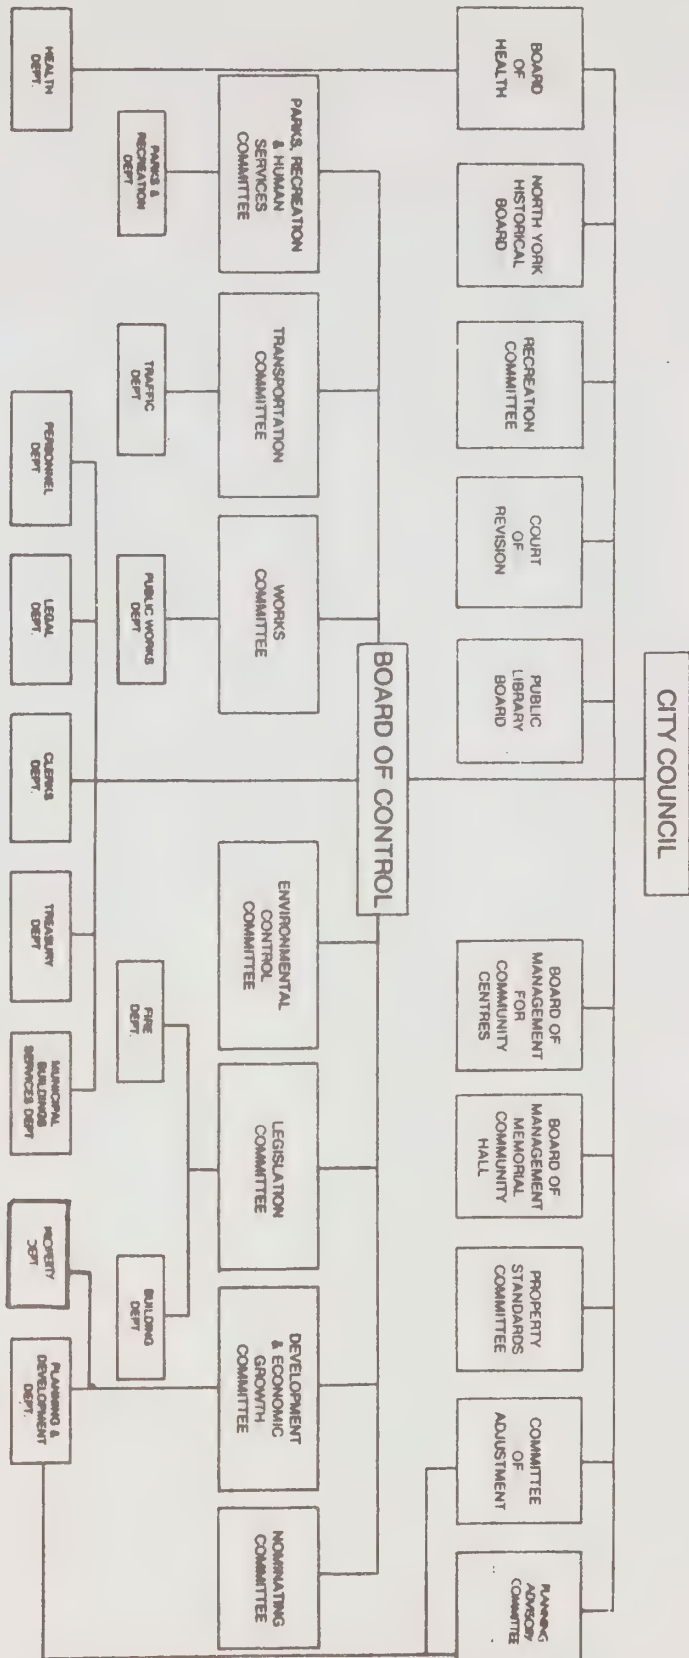 CITY COUNCIL
BOARD
OF
HEALTH
NORTH YORK
HISTORICAL
BOARD
RECREATION
COMMITTEE
COURT
OF
REVISION
PUBLIC
LIBRARY
BOARD
BOARD OF
MANAGEMENT
FOR
COMMUNITY
CENTRES
BOARD OF
MANAGEMENT
MEMORIAL
COMMUNITY
HALL
PROPERTY
STANDARDS
COMMITTEE
COMMITTEE
OF
ADJUSTMENT
PLANNING
ADVISORY
COMMITTEE
BOARD OF CONTROL
PARKS, RECREATION
& HUMAN
SERVICES
COMMITTEE
TRANSPORTATION
COMMITTEE
WORKS
COMMITTEE
ENVIRONMENTAL
CONTROL
COMMITTEE
LEGISLATION
COMMITTEE
DEVELOPMENT
& ECONOMIC
GROWTH
COMMITTEE
NOMINATING
COMMITTEE
PARKS &
RECREATION
DEPT
TRAFFIC
DEPT
PUBLIC WORKS
DEPT
FIRE
DEPT.
BUILDING
DEPT
HEALTH
DEPT.
PERSONNEL
DEPT
LEGAL
DEPT.
CLERKS
DEPT.
TREASURY
DEPT
MUNICIPAL
BUILDINGS
SERVICES DEPT
PROPERTY
DEPT
PLANNING &
DEVELOPMENT
DEPT.